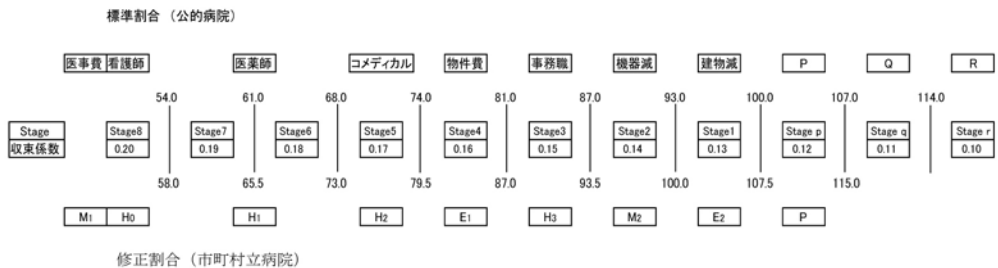 標準割合（公的病院）
医事費 看護師 医薬師 コメディカル 物件費 事務職 機器減 建物減 P Q R
54.0 61.0 68.0 74.0 81.0 87.0 93.0 100.0 107.0 114.0
Stage Stage8 Stage7 Stage6 Stage5 Stage4 Stage3 Stage2 Stage1 Stage p Stage q Stage r
収束係数 0.20 0.19 0.18 0.17 0.16 0.15 0.14 0.13 0.12 0.11 0.10
58.0 65.5 73.0 79.5 87.0 93.5 100.0 107.5 115.0
M1 H0 H1 H2 E1 H3 M2 E2 P
修正割合（市町村立病院）